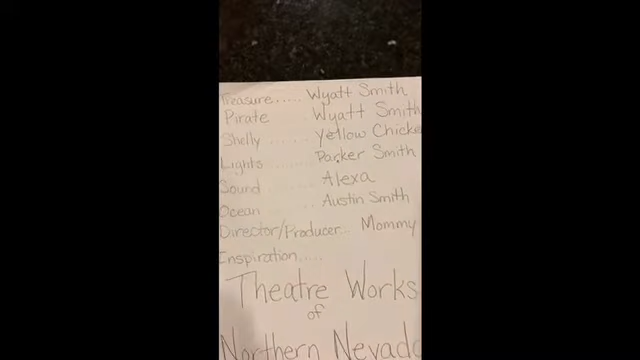 Treasure..... Wyatt Smith
Pirate Wyatt Smith
Shelly ...... Yellow Chicke
Lights ....... Parker Smith
Sound ....... Alexa
Ocean ... Austin Smith
Director/Producer... Mommy
Inspiration.....
Theatre Works
of
Northern Nevada